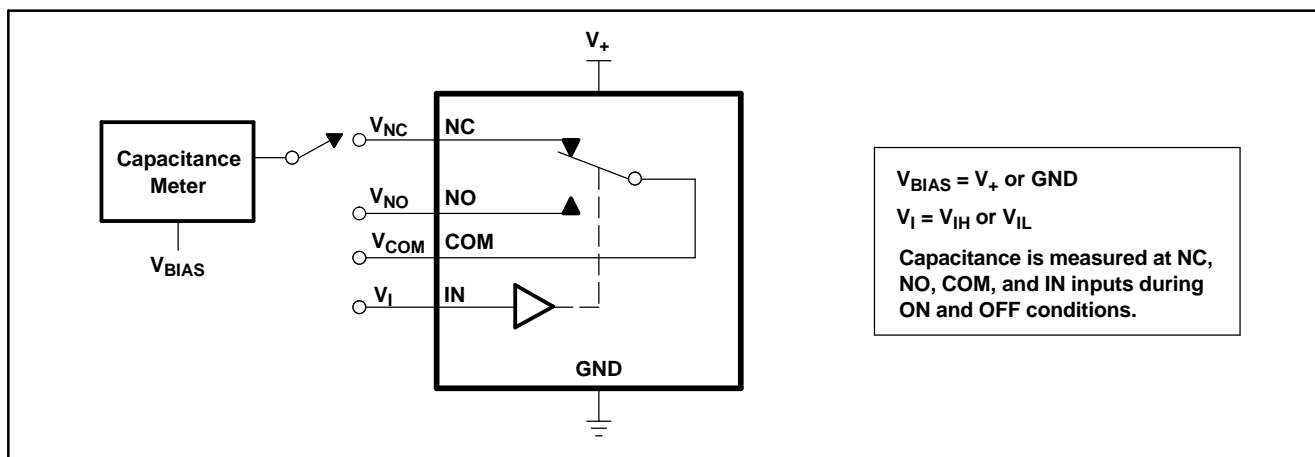 V+
VNC NC
Capacitance
Meter
VNO NO
VCOM COM
VBIAS
VI IN
GND
VBIAS = V+ or GND
VI = VIH or VIL
Capacitance is measured at NC,
NO, COM, and IN inputs during
ON and OFF conditions.